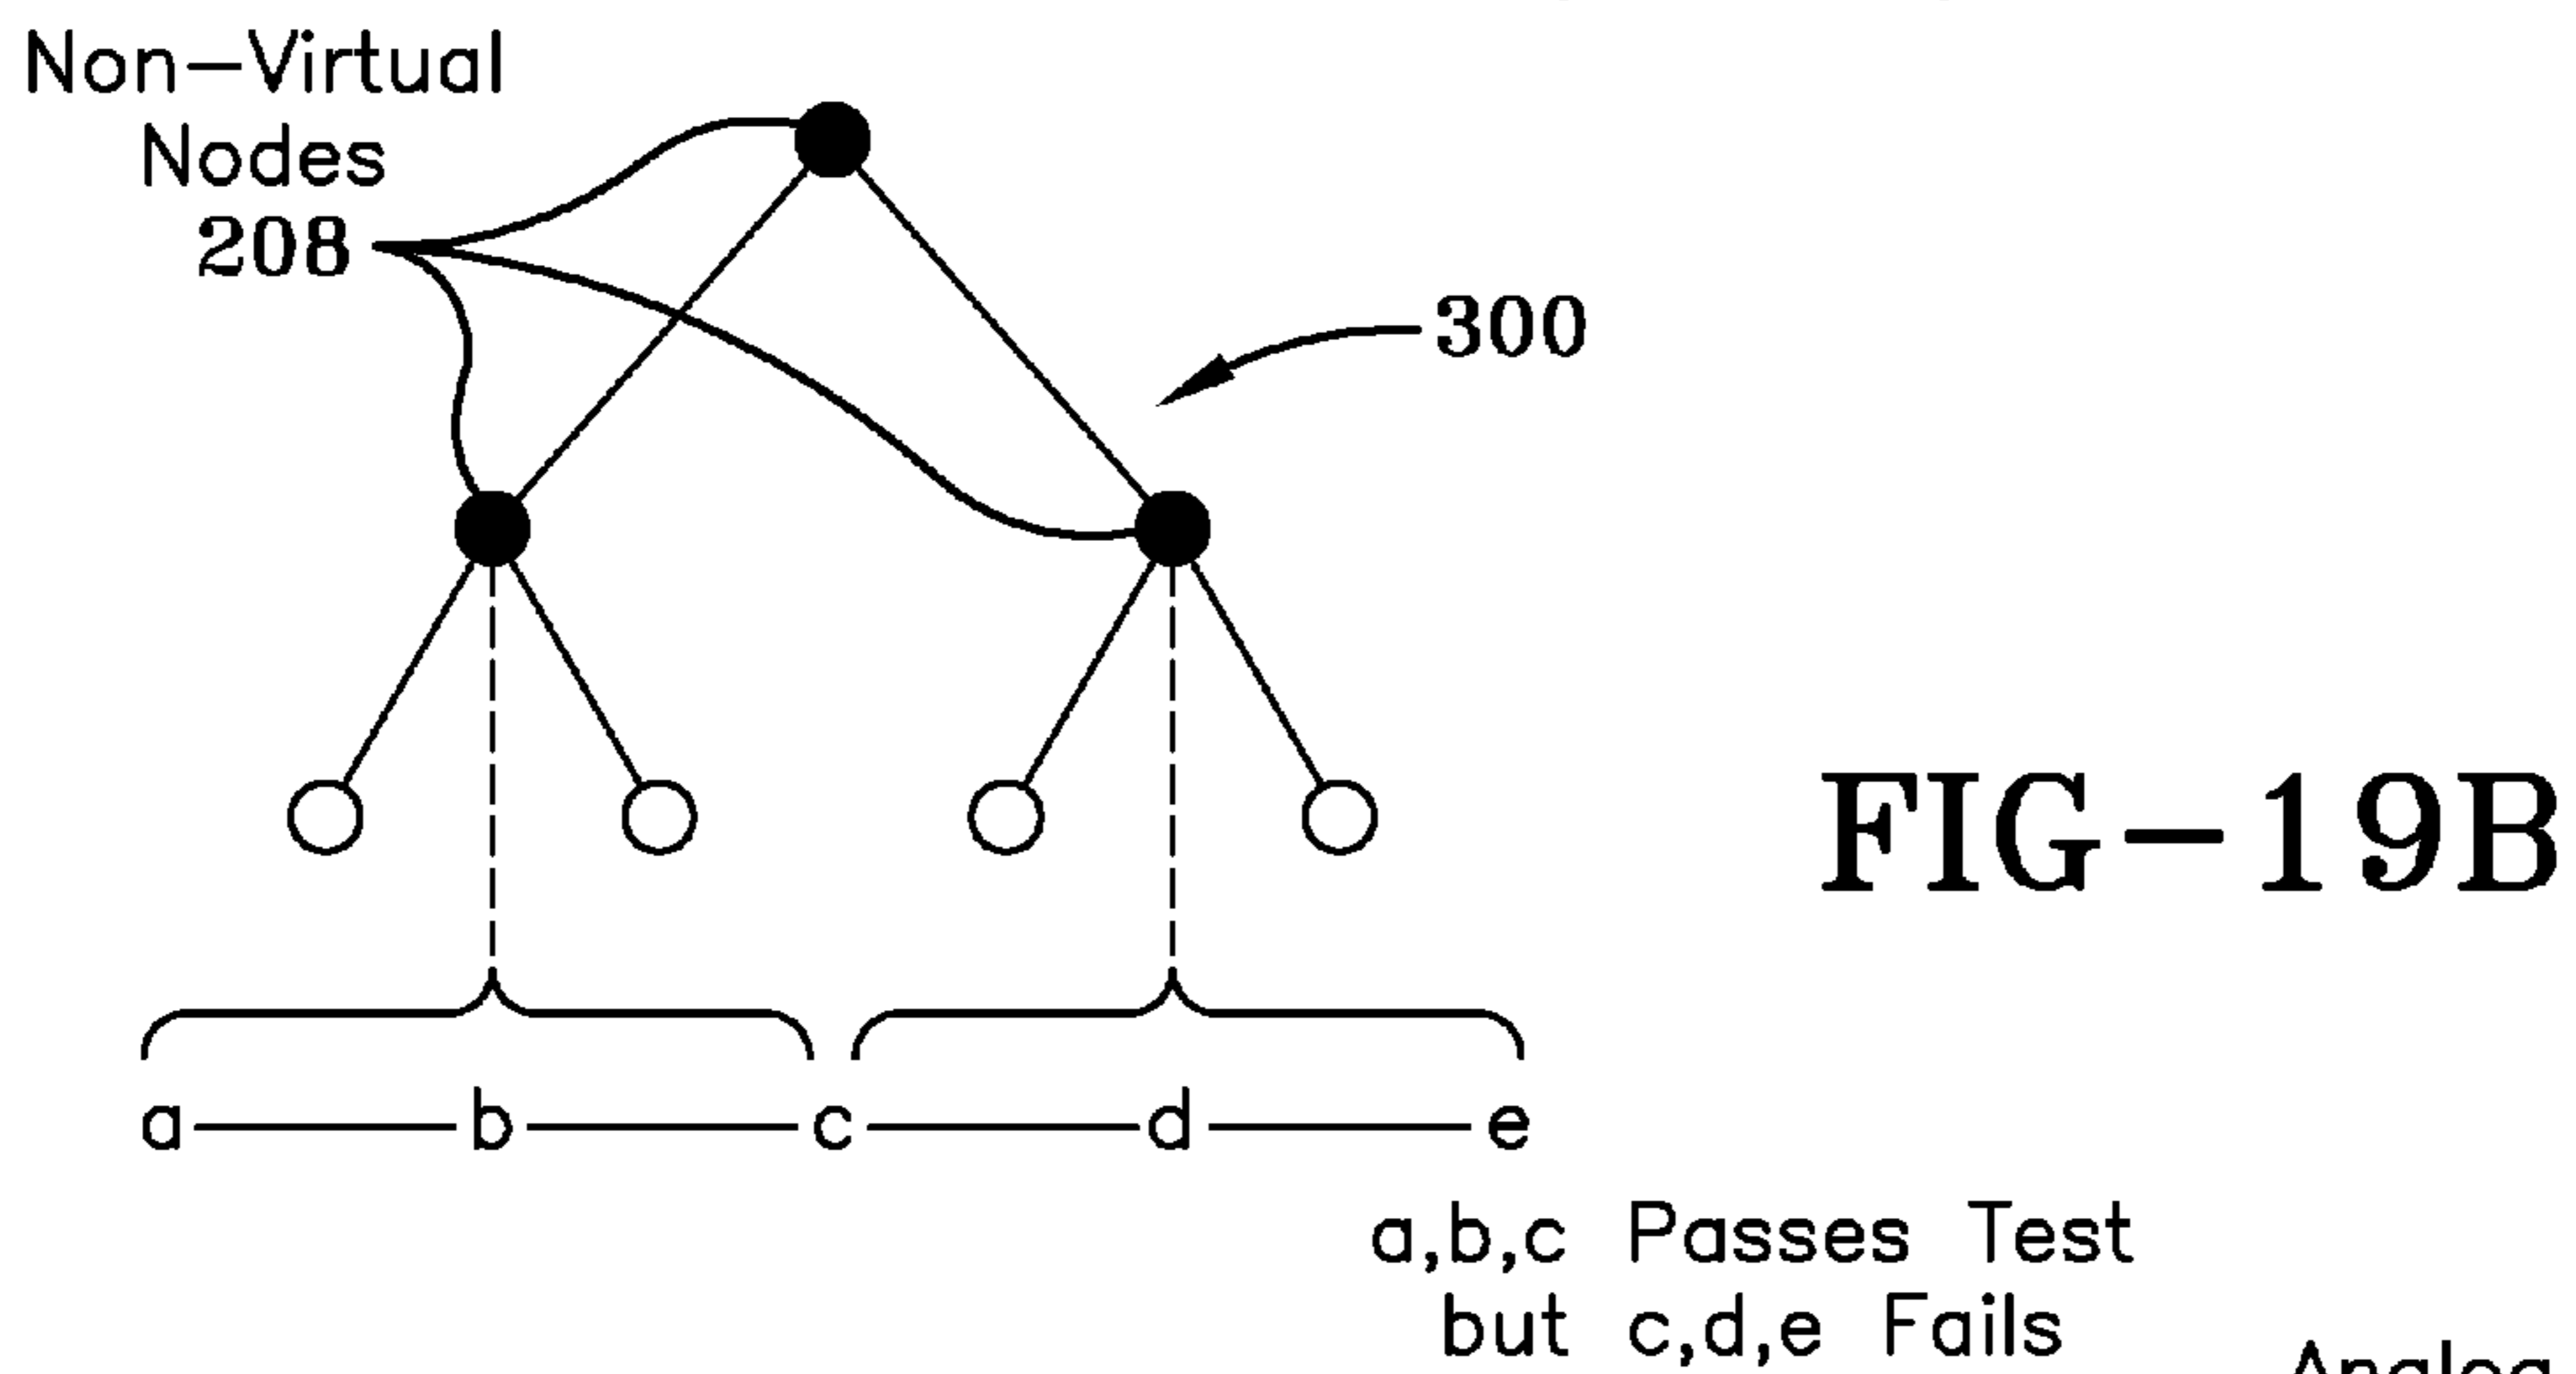 Non-Virtual
Nodes
208
300
FIG-19B
a b c d e
a,b,c Passes Test
but c,d,e Fails